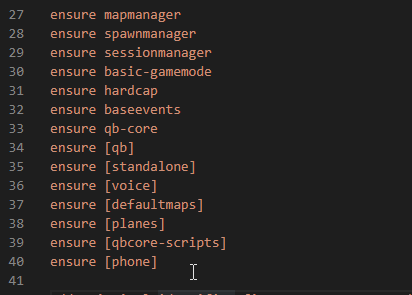 27 ensure mapmanager
28 ensure spawnmanager
29 ensure sessionmanager
30 ensure basic-gamemode
31 ensure hardcap
32 ensure baseevents
33 ensure qb-core
34 ensure [qb]
35 ensure [standalone]
36 ensure [voice]
37 ensure [defaultmaps]
38 ensure [planes]
39 ensure [qbcore-scripts]
40 ensure [phone]
41